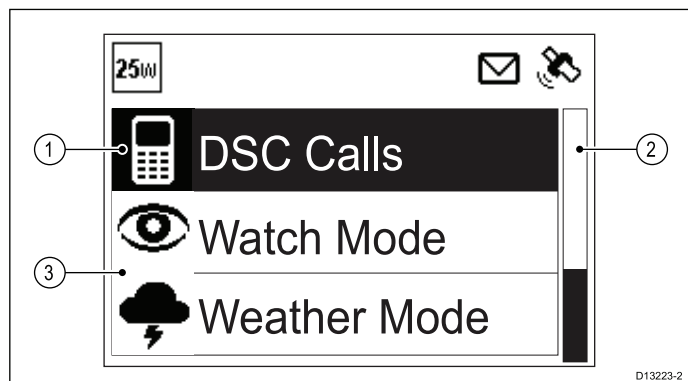 25W
1
DSC Calls
2
Watch Mode
3
Weather Mode
D13223-2